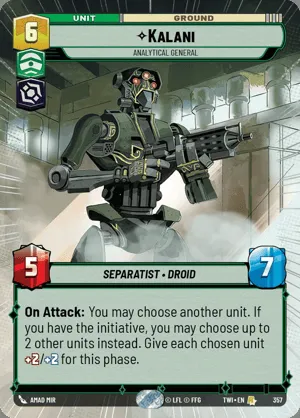 UNIT
GROUND
6
✧KALANI
ANALYTICAL GENERAL
5
7
SEPARATIST • DROID
On Attack: You may choose another unit. If
you have the initiative, you may choose up to
2 other units instead. Give each chosen unit
+2/+2 for this phase.
AMAD MIR
© LFL © FFG
TWI • EN
357